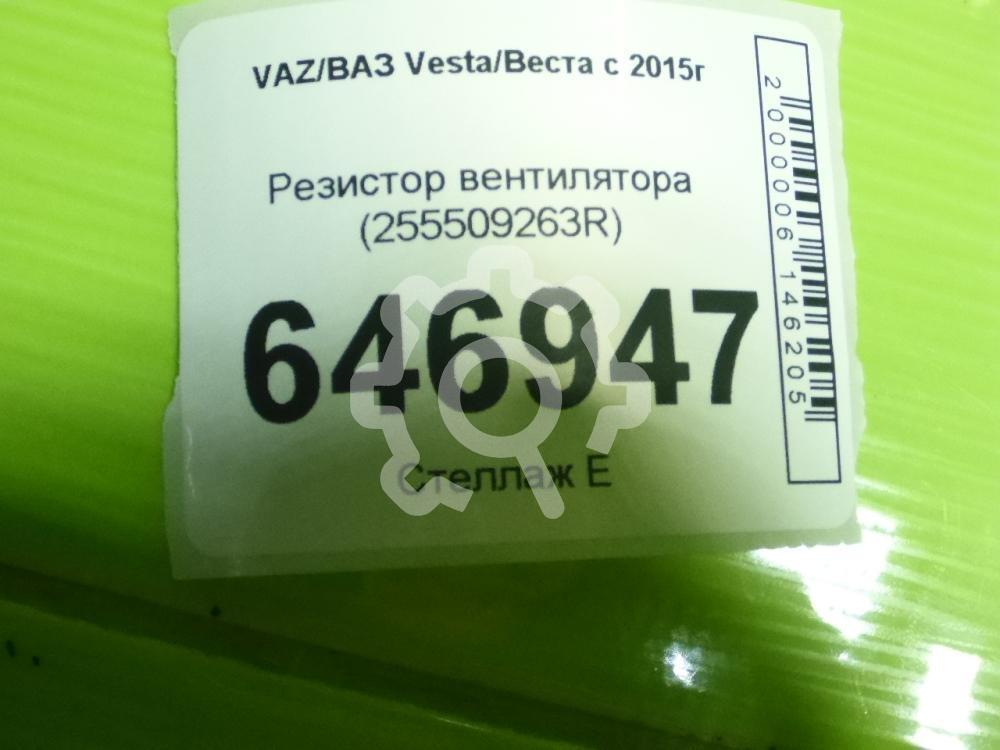 VAZ/ВАЗ Vesta/Веста с 2015г
Резистор вентилятора
(255509263R)
646947
Стеллаж Е
2000006146205